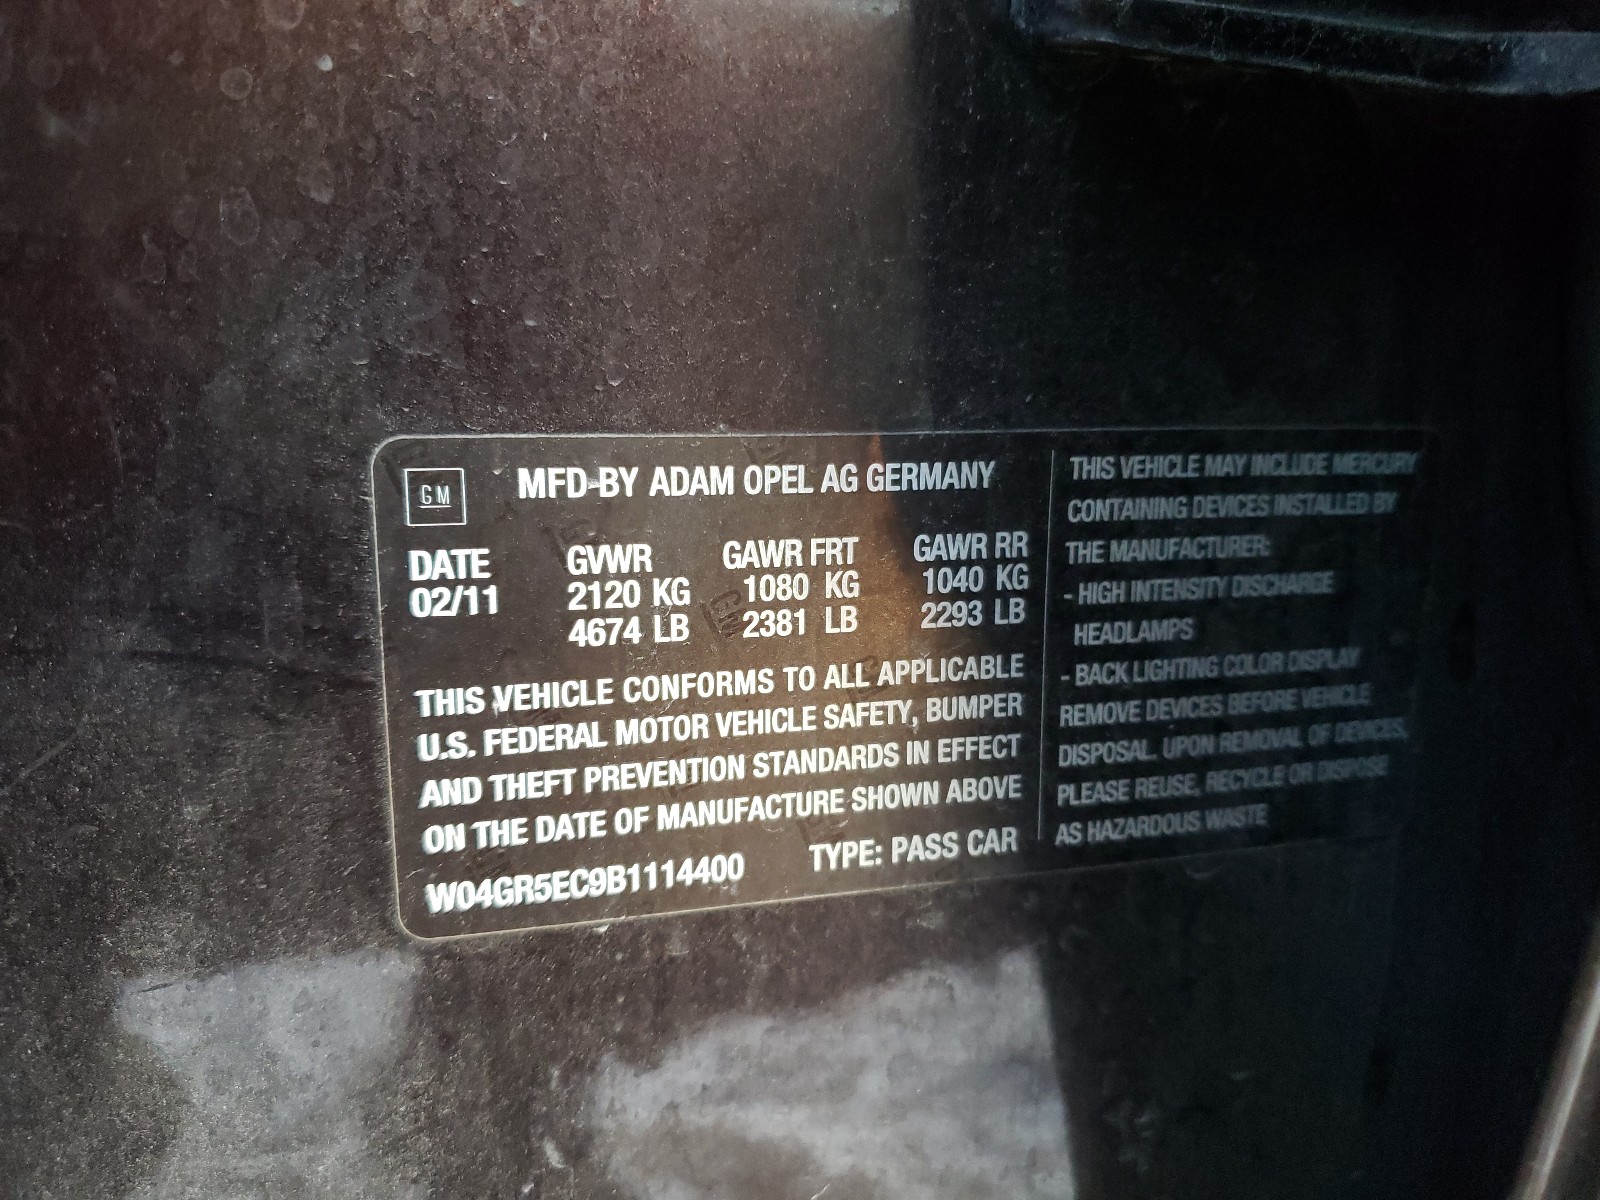 GM
MFD-BY ADAM OPEL AG GERMANY
DATE GVWR GAWR FRT GAWR RR
02/11 2120 KG 1080 KG 1040 KG
4674 LB 2381 LB 2293 LB
THIS VEHICLE CONFORMS TO ALL APPLICABLE
U.S. FEDERAL MOTOR VEHICLE SAFETY, BUMPER
AND THEFT PREVENTION STANDARDS IN EFFECT
ON THE DATE OF MANUFACTURE SHOWN ABOVE
W04GR5EC9B1114400 TYPE: PASS CAR
THIS VEHICLE MAY INCLUDE MERCURY
CONTAINING DEVICES INSTALLED BY
THE MANUFACTURER:
- HIGH INTENSITY DISCHARGE
HEADLAMPS
- BACK LIGHTING COLOR DISPLAY
REMOVE DEVICES BEFORE VEHICLE
DISPOSAL. UPON REMOVAL OF DEVICES,
PLEASE REUSE, RECYCLE OR DISPOSE
AS HAZARDOUS WASTE